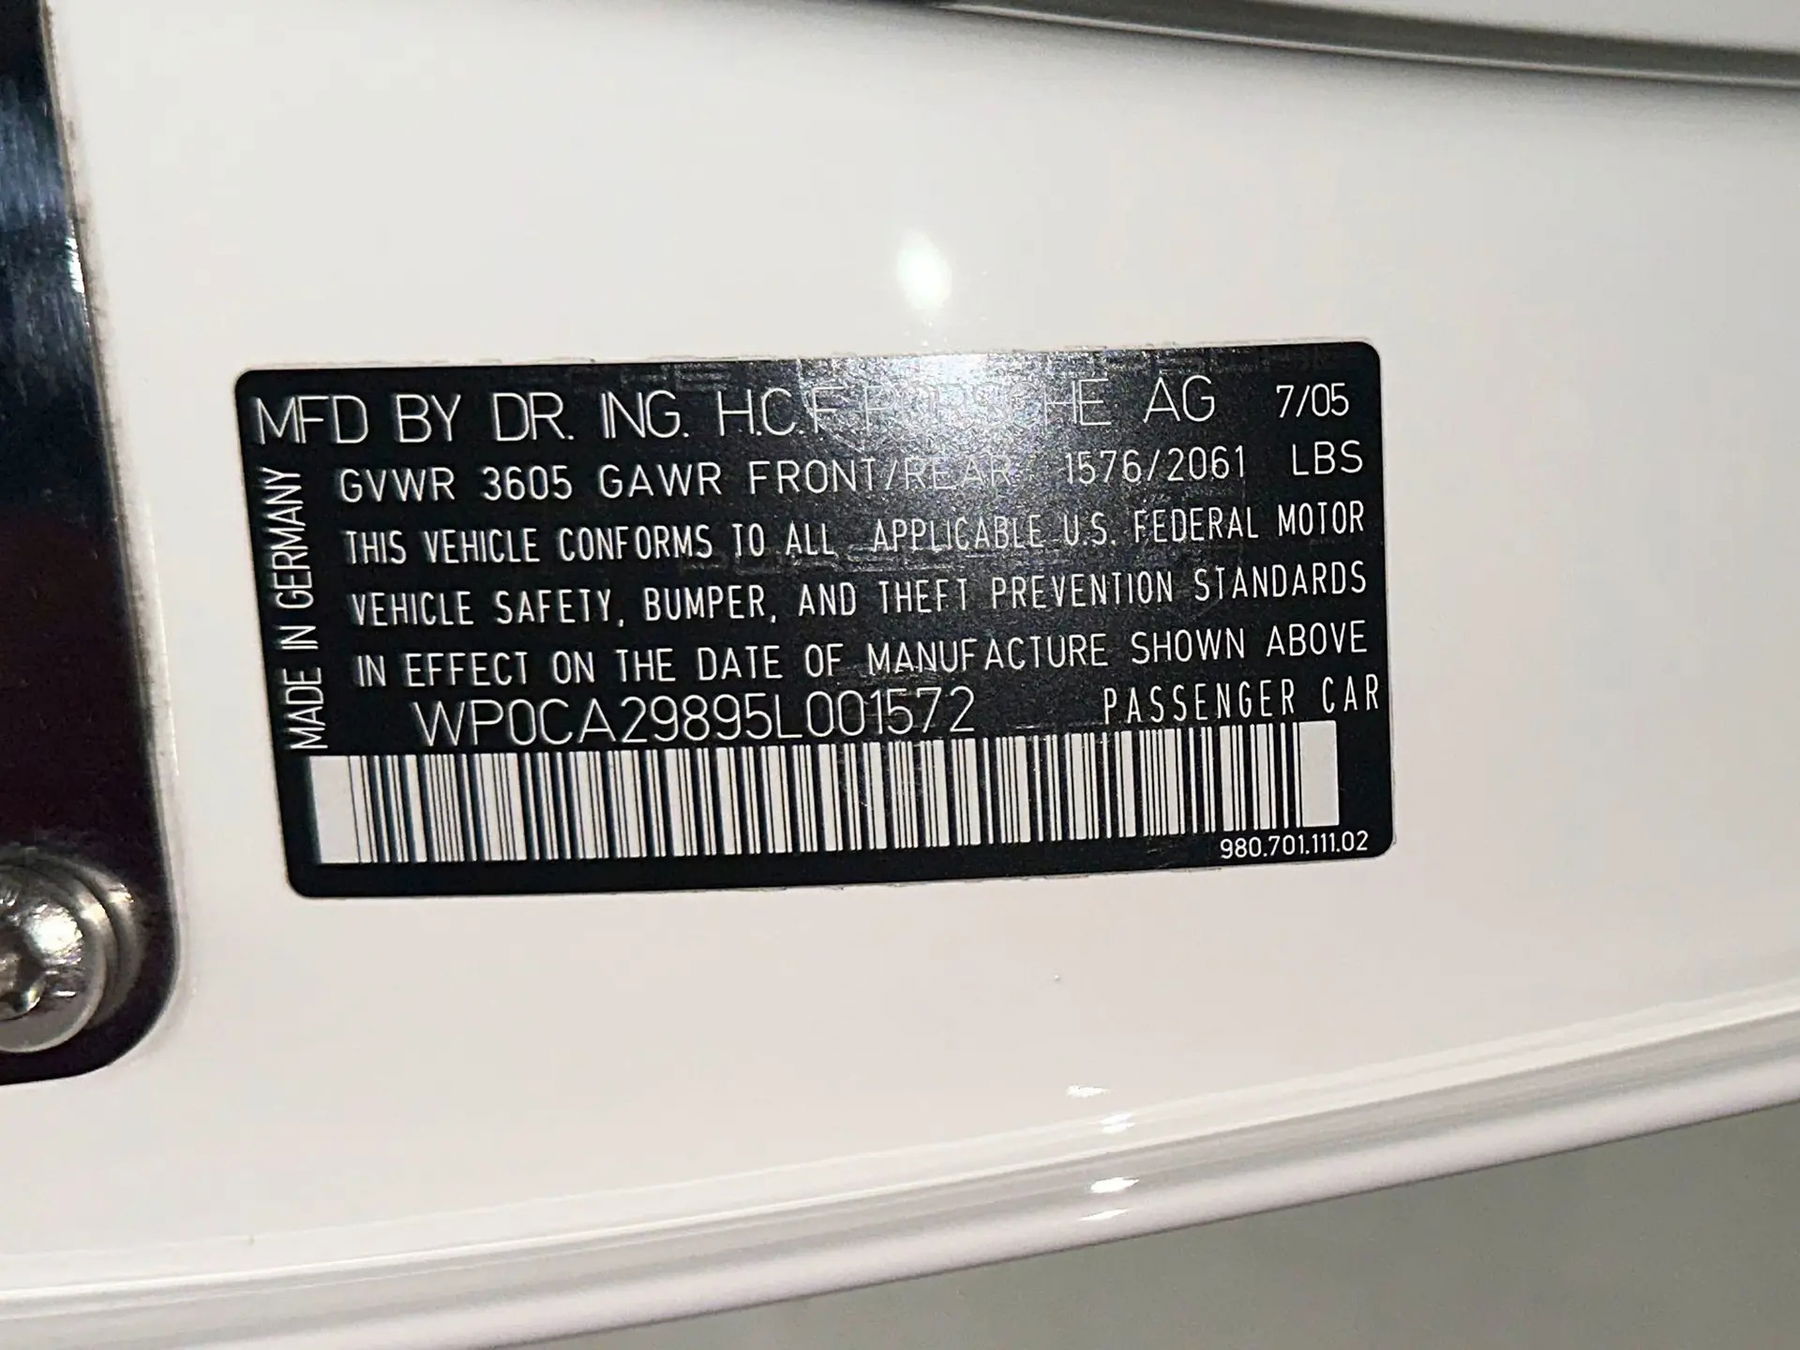 MFD BY DR. ING. H.C.F. PORSCHE AG 7/05
GVWR 3605 GAWR FRONT/REAR 1576/2061 LBS
THIS VEHICLE CONFORMS TO ALL APPLICABLE U.S. FEDERAL MOTOR
VEHICLE SAFETY, BUMPER, AND THEFT PREVENTION STANDARDS
IN EFFECT ON THE DATE OF MANUFACTURE SHOWN ABOVE
WP0CA29895L001572 PASSENGER CAR
980.701.111.02
MADE IN GERMANY